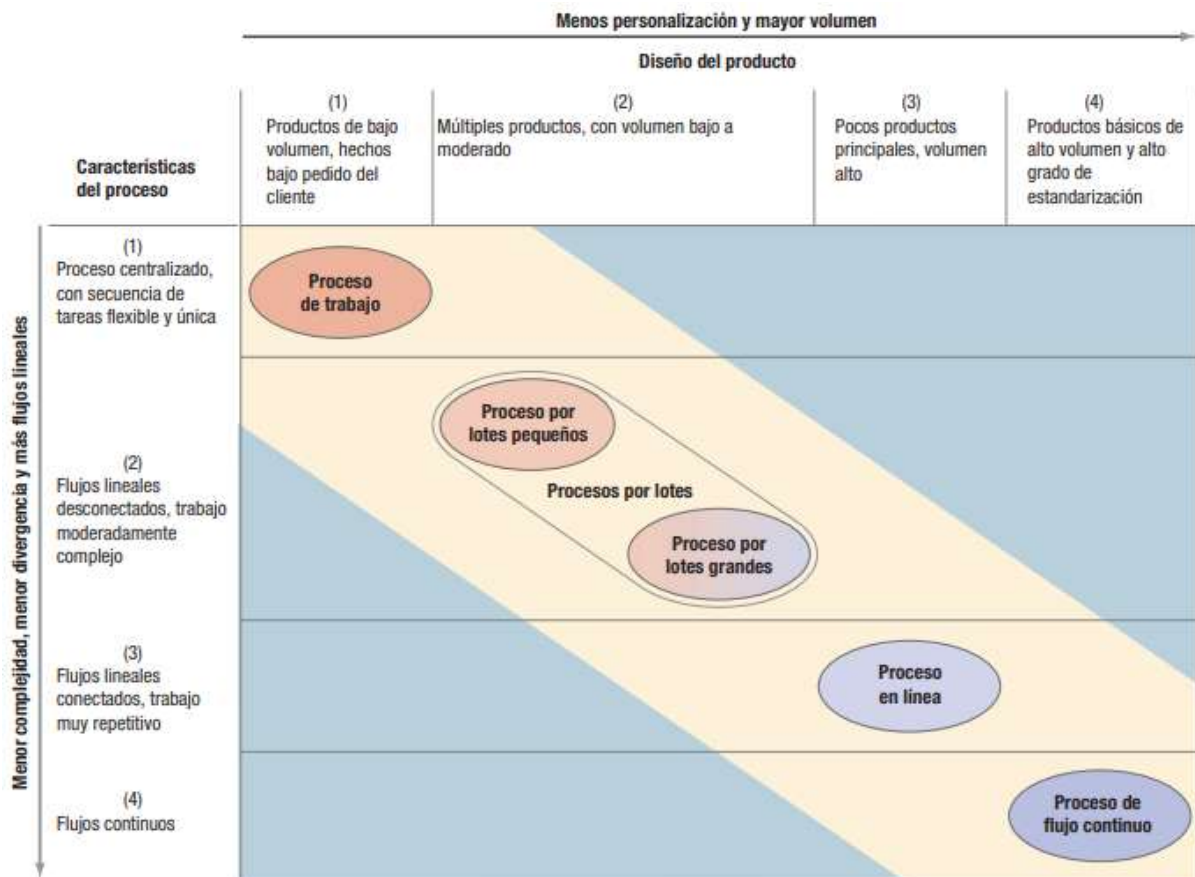 Menos personalización y mayor volumen
Diseño del producto
Características
del proceso
(1)
Productos de bajo
volumen, hechos
bajo pedido del
cliente
(2)
Múltiples productos, con volumen bajo a
moderado
(3)
Pocos productos
principales, volumen
alto
(4)
Productos básicos de
alto volumen y alto
grado de
estandarización
Menor complejidad, menor divergencia y más flujos lineales
(1)
Proceso centralizado,
con secuencia de
tareas flexible y única
Proceso
de trabajo
(2)
Flujos lineales
desconectados, trabajo
moderadamente
complejo
Proceso por
lotes pequeños
Procesos por lotes
Proceso por
lotes grandes
(3)
Flujos lineales
conectados, trabajo
muy repetitivo
Proceso
en línea
(4)
Flujos continuos
Proceso de
flujo continuo